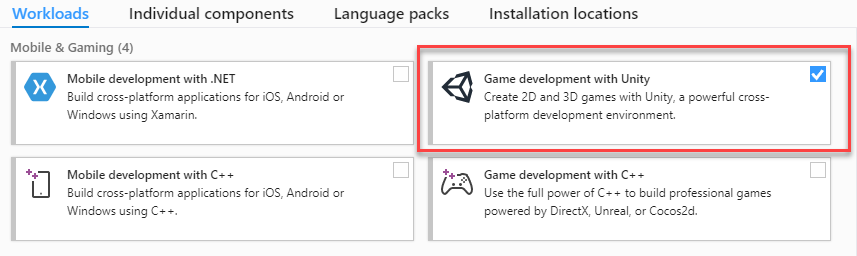 Workloads Individual components Language packs Installation locations
Mobile & Gaming (4)
Mobile development with .NET
Build cross-platform applications for iOS, Android or
Windows using Xamarin.
Game development with Unity
Create 2D and 3D games with Unity, a powerful cross-
platform development environment.
Mobile development with C++
Build cross-platform applications for iOS, Android or
Windows using C++.
Game development with C++
Use the full power of C++ to build professional games
powered by DirectX, Unreal, or Cocos2d.